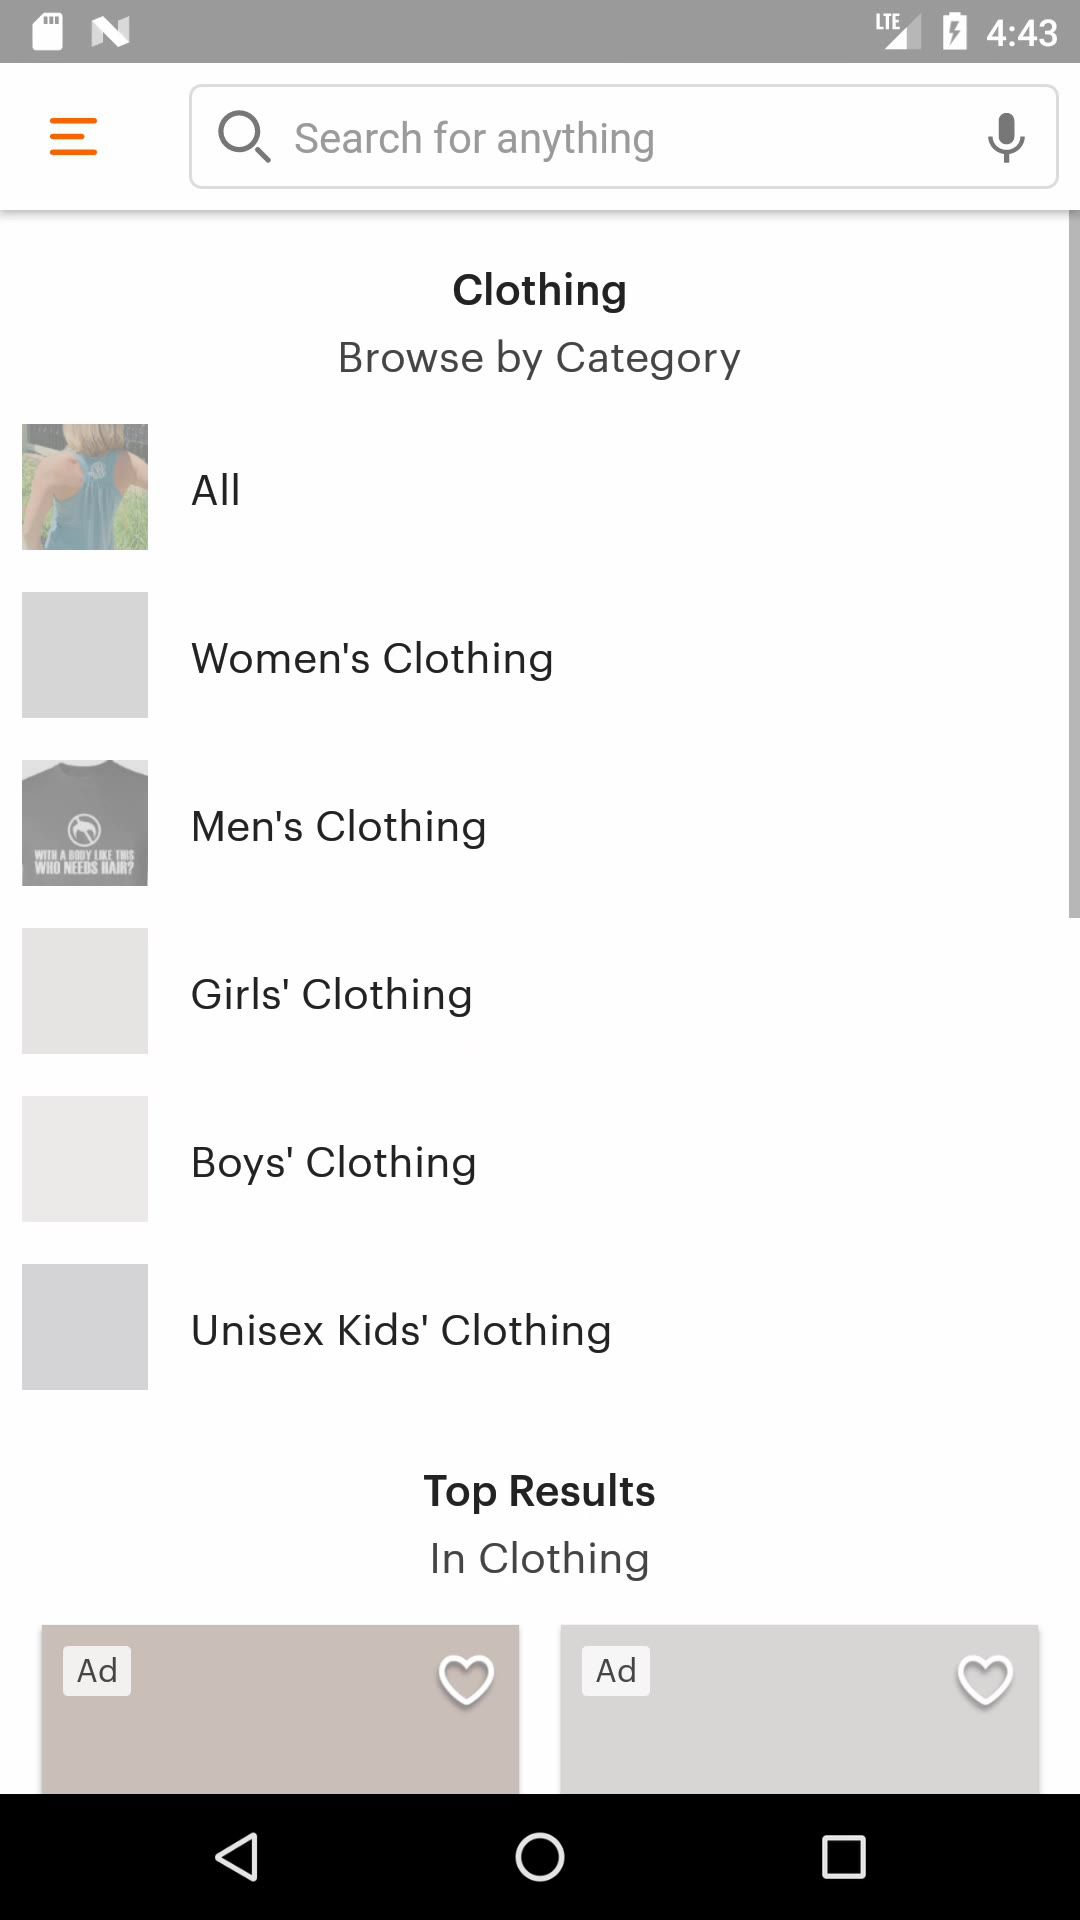 LTE 4:43
Search for anything
Clothing
Browse by Category
All
Women's Clothing
WITH A BODY LIKE THIS
WHO NEEDS HAIR?
Men's Clothing
Girls' Clothing
Boys' Clothing
Unisex Kids' Clothing
Top Results
In Clothing
Ad
Ad